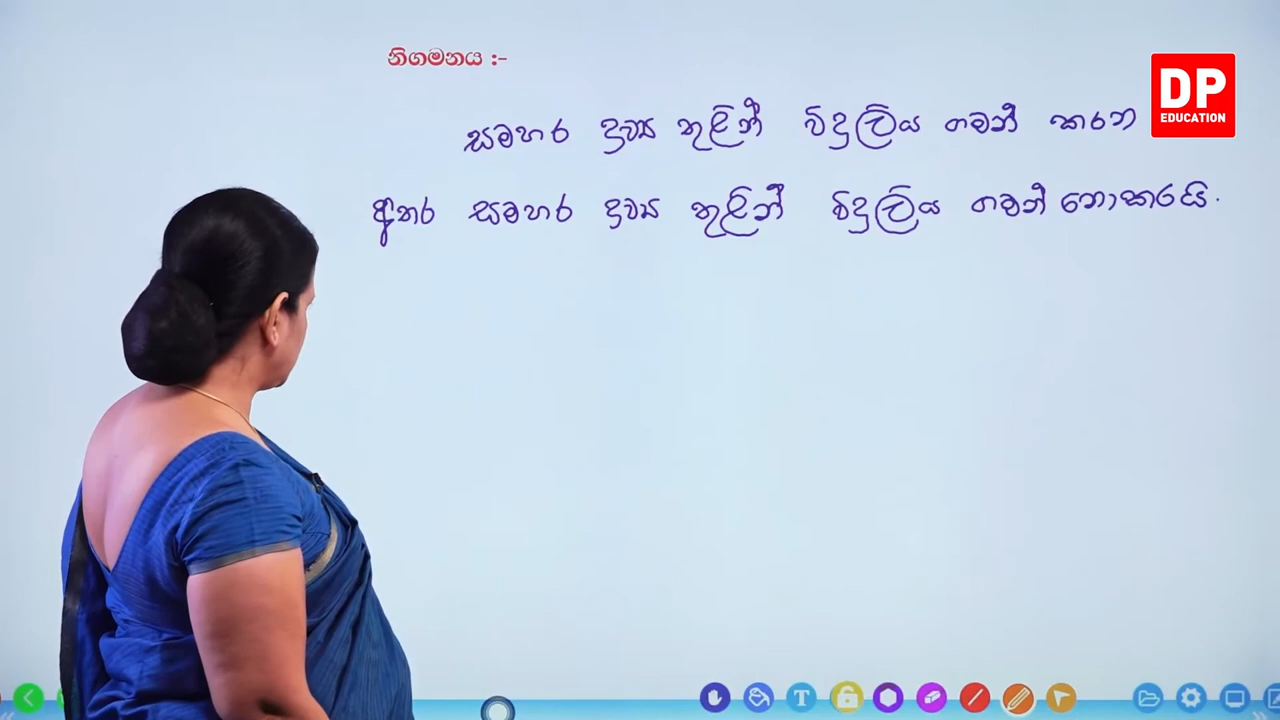 නිගමනය :-
සමහර ද්‍රව්‍ය තුළින් විදුලිය ගමන් කරන
අතර සමහර ද්‍රව්‍ය තුළින් විදුලිය ගමන් නොකරයි.
DP
EDUCATION